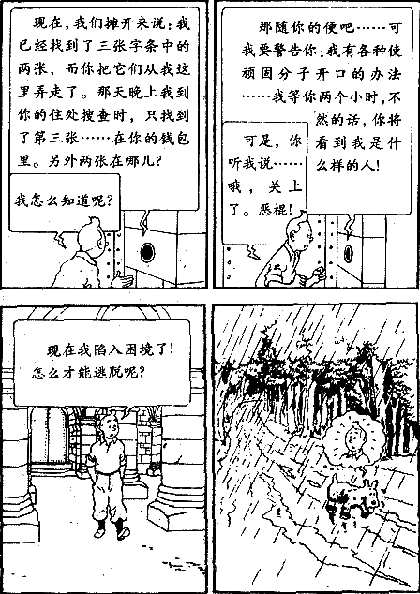 现在，我们摊开来说：我
已经找到了三张字条中的
两张，而你把它们从我这
里弄走了。那天晚上我到
你的住处搜查时，只找到
了第三张……在你的钱包
里。另外两张在哪儿？
我怎么知道呢？
那随你的便吧……可
我要警告你：我有各种使
顽固分子开口的办法
……我等你两个小时，不
然的话，你将
看到我是什
么样的人！
可是，你
听我说……
哦，关上
了。恶棍！
现在我陷入困境了！
怎么才能逃脱呢？